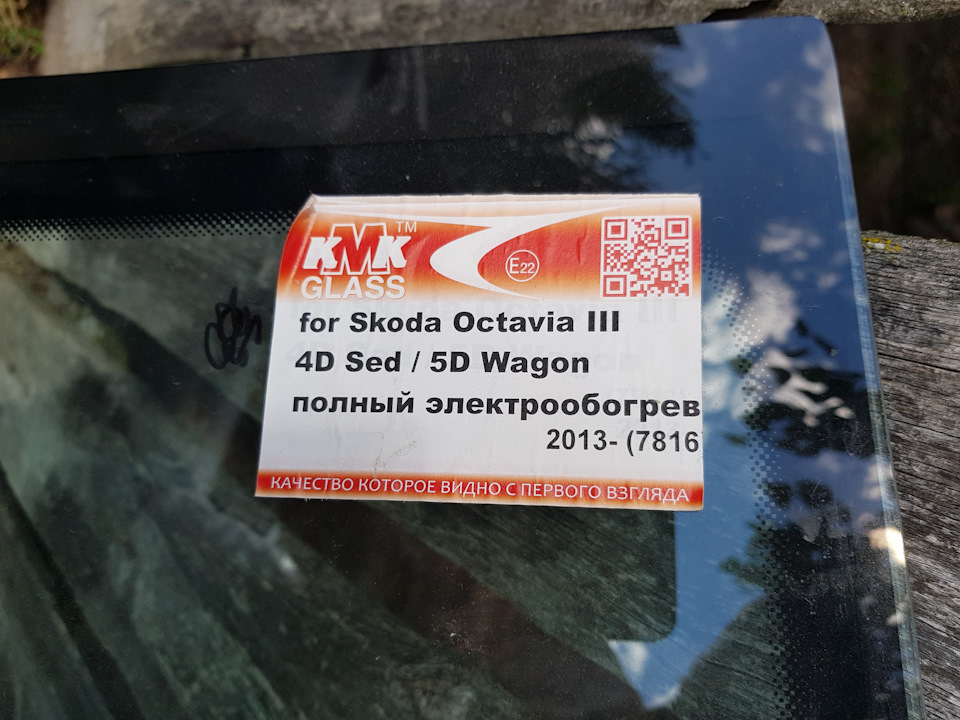 KMK™
GLASS
E22
for Skoda Octavia III
4D Sed / 5D Wagon
полный электрообогрев
2013- (7816
КАЧЕСТВО КОТОРОЕ ВИДНО С ПЕРВОГО ВЗГЛЯДА